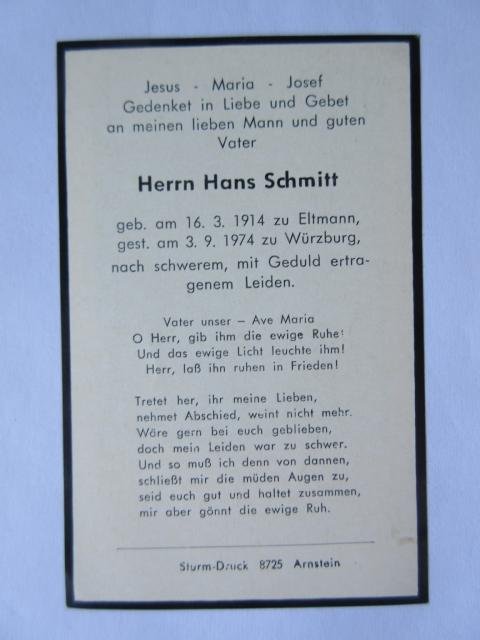 Jesus - Maria - Josef
Gedenket in Liebe und Gebet
an meinen lieben Mann und guten
Vater
Herrn Hans Schmitt
geb. am 16. 3. 1914 zu Eltmann,
gest. am 3. 9. 1974 zu Würzburg,
nach schwerem, mit Geduld ertra-
genem Leiden.
Vater unser – Ave Maria
O Herr, gib ihm die ewige Ruhe!
Und das ewige Licht leuchte ihm!
Herr, laß ihn ruhen in Frieden!
Tretet her, ihr meine Lieben,
nehmet Abschied, weint nicht mehr.
Wäre gern bei euch geblieben,
doch mein Leiden war zu schwer.
Und so muß ich denn von dannen,
schließt mir die müden Augen zu,
seid euch gut und haltet zusammen,
mir aber gönnt die ewige Ruh.
Sturm-Druck 8725 Arnstein